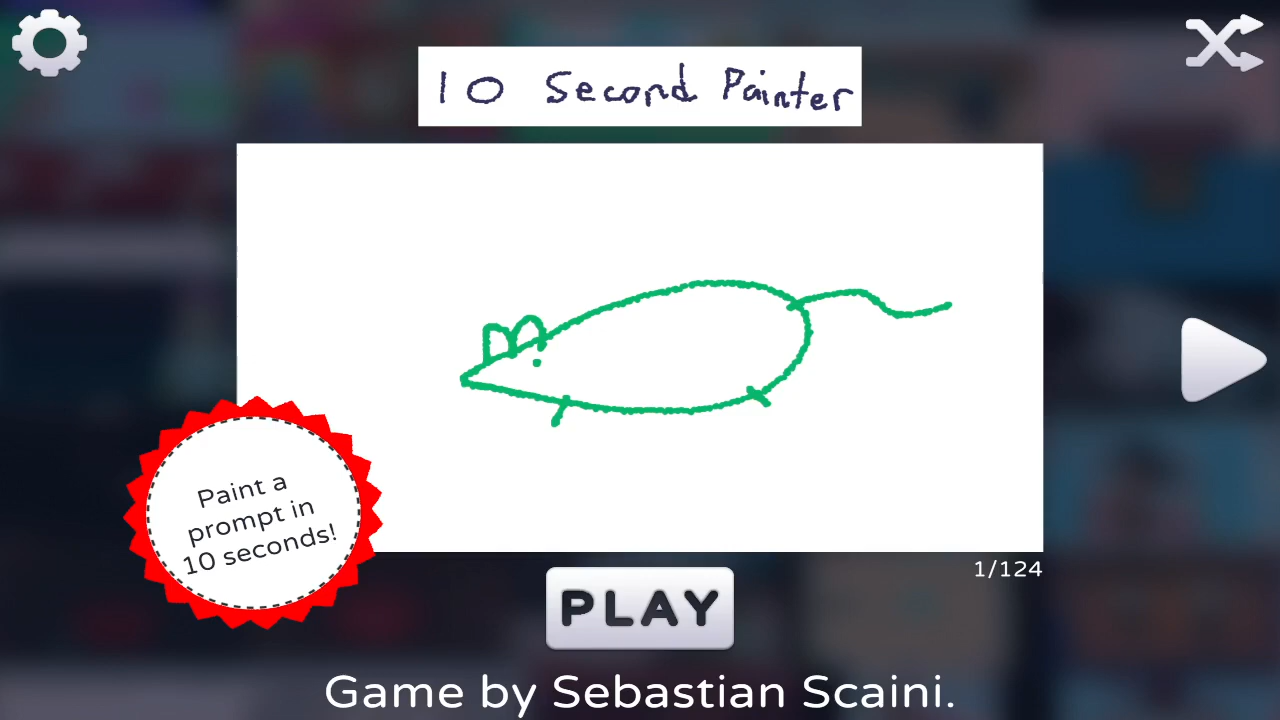 10 Second Painter
Paint a
prompt in
10 seconds!
1/124
PLAY
Game by Sebastian Scaini.